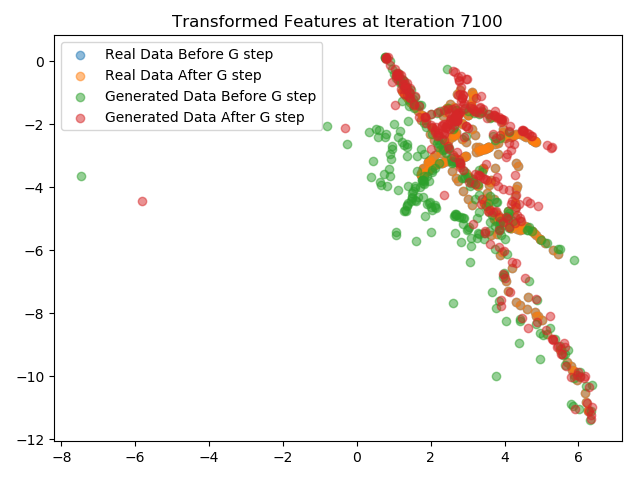 Transformed Features at Iteration 7100
Real Data Before G step
Real Data After G step
Generated Data Before G step
Generated Data After G step
0
−2
−4
−6
−8
−10
−12
−8 −6 −4 −2 0 2 4 6